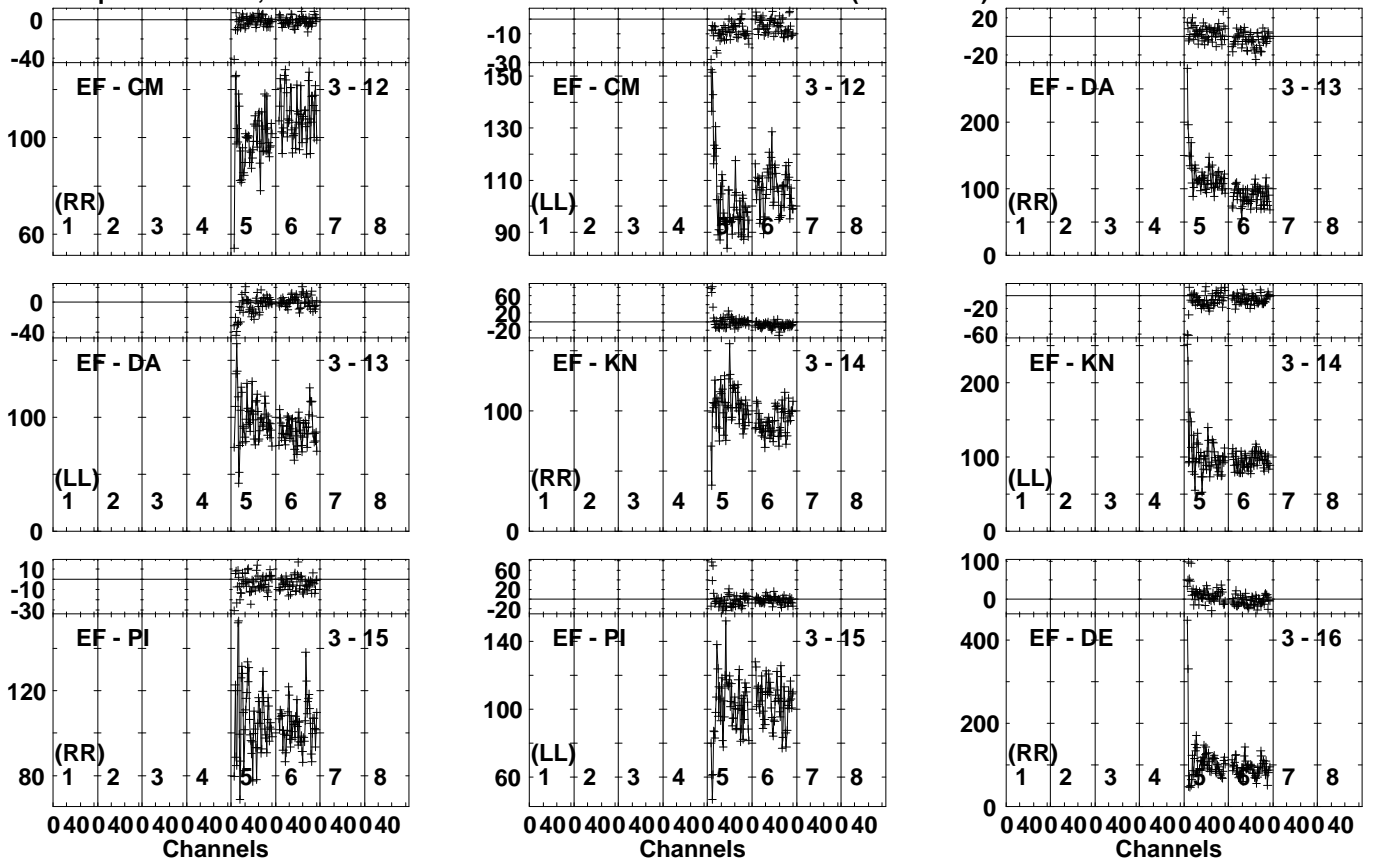 0
-40
EF - CM 3 - 12
100
(RR)
1 2 3 4 5 6 7 8
60
-10
-30
150
EF - CM 3 - 12
130
110
(LL)
1 2 3 4 5 6 7 8
90
20
-20
EF - DA 3 - 13
200
100
(RR)
1 2 3 4 5 6 7 8
0
0
-40
EF - DA 3 - 13
100
(LL)
1 2 3 4 5 6 7 8
0
60
20
-20
EF - KN 3 - 14
100
(RR)
1 2 3 4 5 6 7 8
0
-20
-60
EF - KN 3 - 14
200
100
(LL)
1 2 3 4 5 6 7 8
0
10
-10
-30
EF - PI 3 - 15
120
(RR)
1 2 3 4 5 6 7 8
80
0 40 0 40 0 40 0 40 0 40 0 40 0 40 0 40
Channels
60
20
-20
EF - PI 3 - 15
140
100
(LL)
1 2 3 4 5 6 7 8
60
0 40 0 40 0 40 0 40 0 40 0 40 0 40 0 40
Channels
100
0
EF - DE 3 - 16
400
200
(RR)
1 2 3 4 5 6 7 8
0
0 40 0 40 0 40 0 40 0 40 0 40 0 40 0 40
Channels